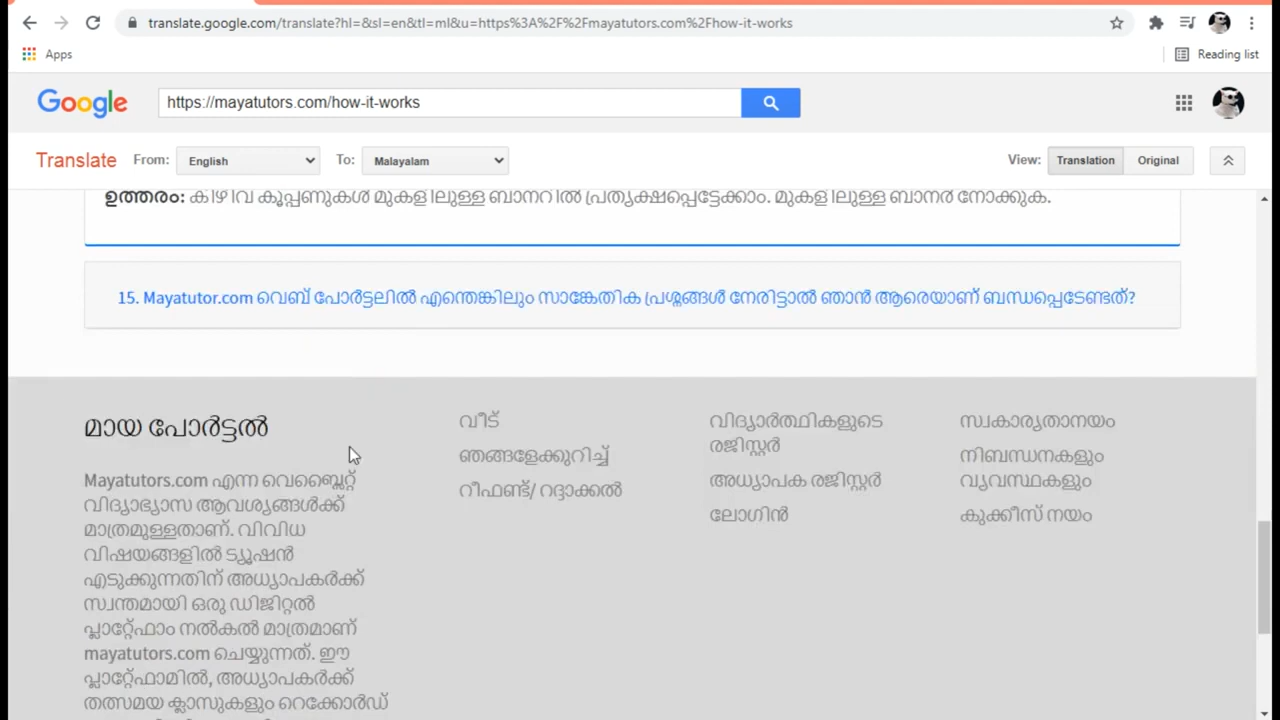 translate.google.com/translate?hl=&sl=en&tl=ml&u=https%3A%2F%2Fmayatutors.com%2Fhow-it-works
Apps
Reading list
Google
https://mayatutors.com/how-it-works
Translate From: English To: Malayalam View: Translation Original
ഉത്തരം: കിഴിവ് കൂപ്പണുകൾ മുകളിലുള്ള ബാനറിൽ പ്രത്യക്ഷപ്പെട്ടേക്കാം. മുകളിലുള്ള ബാനർ നോക്കുക.
15. Mayatutor.com വെബ് പോർട്ടലിൽ എന്തെങ്കിലും സാങ്കേതിക പ്രശ്നങ്ങൾ നേരിട്ടാൽ ഞാൻ ആരെയാണ് ബന്ധപ്പെടേണ്ടത്?
മായ പോർട്ടൽ
Mayatutors.com എന്ന വെബ്സൈറ്റ്
വിദ്യാഭ്യാസ ആവശ്യങ്ങൾക്ക്
മാത്രമുള്ളതാണ്. വിവിധ
വിഷയങ്ങളിൽ ട്യൂഷൻ
എടുക്കുന്നതിന് അധ്യാപകർക്ക്
സ്വന്തമായി ഒരു ഡിജിറ്റൽ
പ്ലാറ്റ്ഫോം നൽകൽ മാത്രമാണ്
mayatutors.com ചെയ്യുന്നത്. ഈ
പ്ലാറ്റ്ഫോമിൽ, അധ്യാപകർക്ക്
തത്സമയ ക്ലാസുകളും റെക്കോർഡ്
വീട്
ഞങ്ങളേക്കുറിച്ച്
റീഫണ്ട്/ റദ്ദാക്കൽ
വിദ്യാർത്ഥികളുടെ
രജിസ്റ്റർ
അധ്യാപക രജിസ്റ്റർ
ലോഗിൻ
സ്വകാര്യതാനയം
നിബന്ധനകളും
വ്യവസ്ഥകളും
കുക്കീസ് നയം